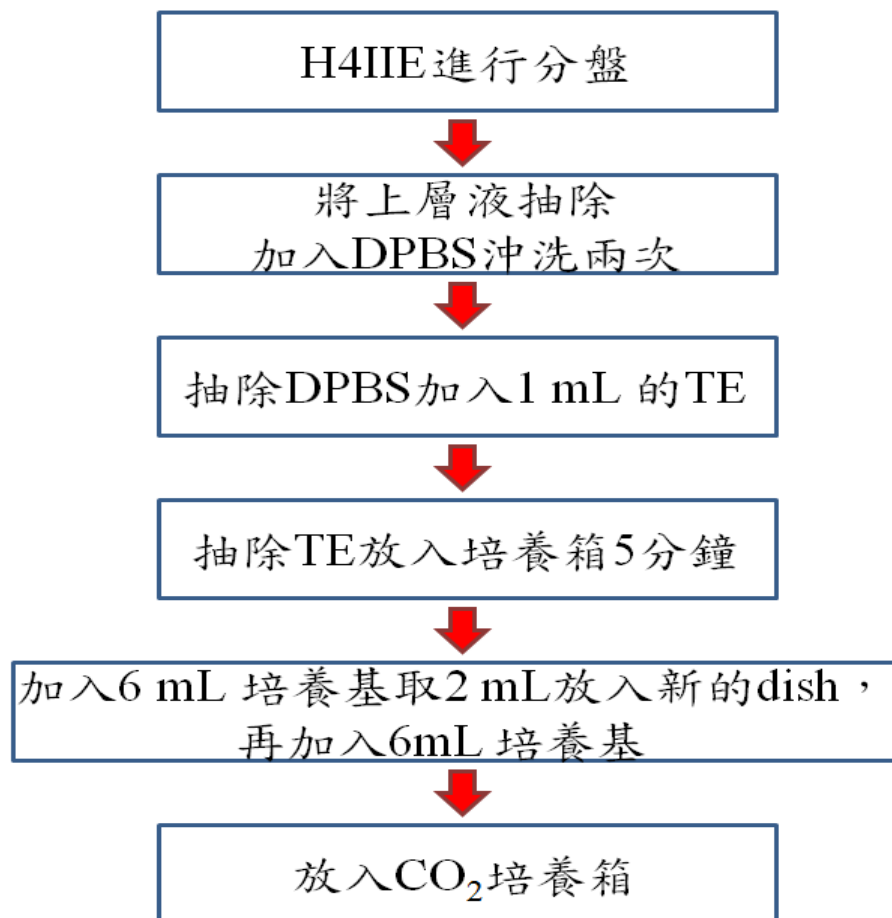 H4IIE進行分盤
將上層液抽除
加入DPBS沖洗兩次
抽除DPBS加入1 mL 的TE
抽除TE放入培養箱5分鐘
加入6 mL 培養基取2 mL放入新的dish，
再加入6mL 培養基
放入CO₂培養箱